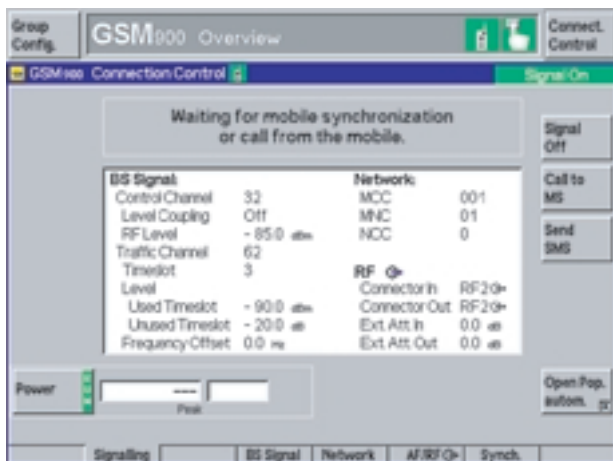 Group Config.
GSM900 Overview
Connect. Control
GSM900 Connection Control
Signal On
Waiting for mobile synchronization
or call from the mobile.
Signal Off
Call to MS
Send SMS
BS Signal:
Control Channel 32
Level Coupling Off
RF Level - 85.0 dBm
Traffic Channel 62
Timeslot 3
Level
Used Timeslot - 90.0 dBm
Unused Timeslot - 20.0 dB
Frequency Offset 0.0 Hz
Network:
MCC 001
MNC 01
NCC 0
RF
Connector In RF2
Connector Out RF2
Ext. Att. In 0.0 dB
Ext. Att. Out 0.0 dB
Power
---
Peak
Open Pop. autom.
Signalling
BS Signal
Network
AF/RF
Synch.